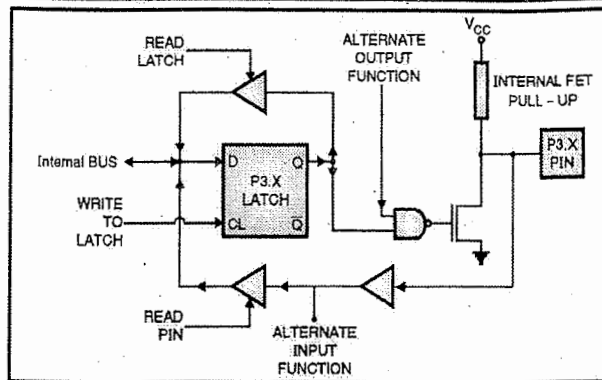 READ
LATCH
ALTERNATE
OUTPUT
FUNCTION
VCC
INTERNAL FET
PULL - UP
Internal BUS
D
Q
P3.X
LATCH
CL
Q̅
P3.X
PIN
WRITE
TO
LATCH
READ
PIN
ALTERNATE
INPUT
FUNCTION